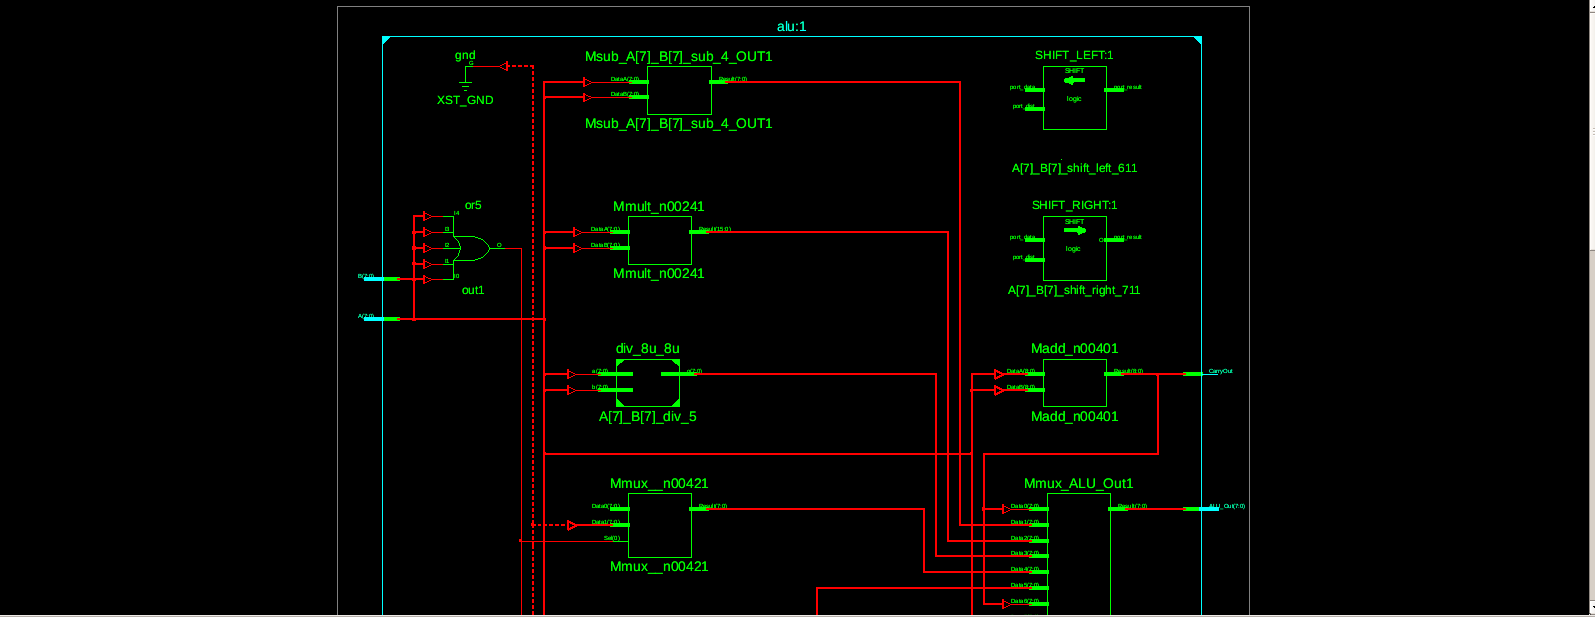 alu:1
gnd
G
XST_GND
Msub_A[7]_B[7]_sub_4_OUT1
DataA(7:0)
DataB(7:0)
Result(7:0)
Msub_A[7]_B[7]_sub_4_OUT1
SHIFT_LEFT:1
SHIFT
logic
port_data
port_dist
port_result
A[7]_B[7]_shift_left_611
or5
I4
I3
I2
I1
I0
O
out1
B(7:0)
A(7:0)
Mmult_n00241
DataA(7:0)
DataB(7:0)
Result(15:0)
Mmult_n00241
SHIFT_RIGHT:1
SHIFT
logic
port_data
port_dist
port_result
A[7]_B[7]_shift_right_711
div_8u_8u
a(7:0)
b(7:0)
o(7:0)
A[7]_B[7]_div_5
Madd_n00401
DataA(8:0)
DataB(8:0)
Result(8:0)
CarryOut
Madd_n00401
Mmux__n00421
Data0(7:0)
Data1(7:0)
Sel(0)
Result(7:0)
Mmux__n00421
Mmux_ALU_Out1
Data0(7:0)
Data1(7:0)
Data2(7:0)
Data3(7:0)
Data4(7:0)
Data5(7:0)
Data6(7:0)
Result(7:0)
ALU_Out(7:0)